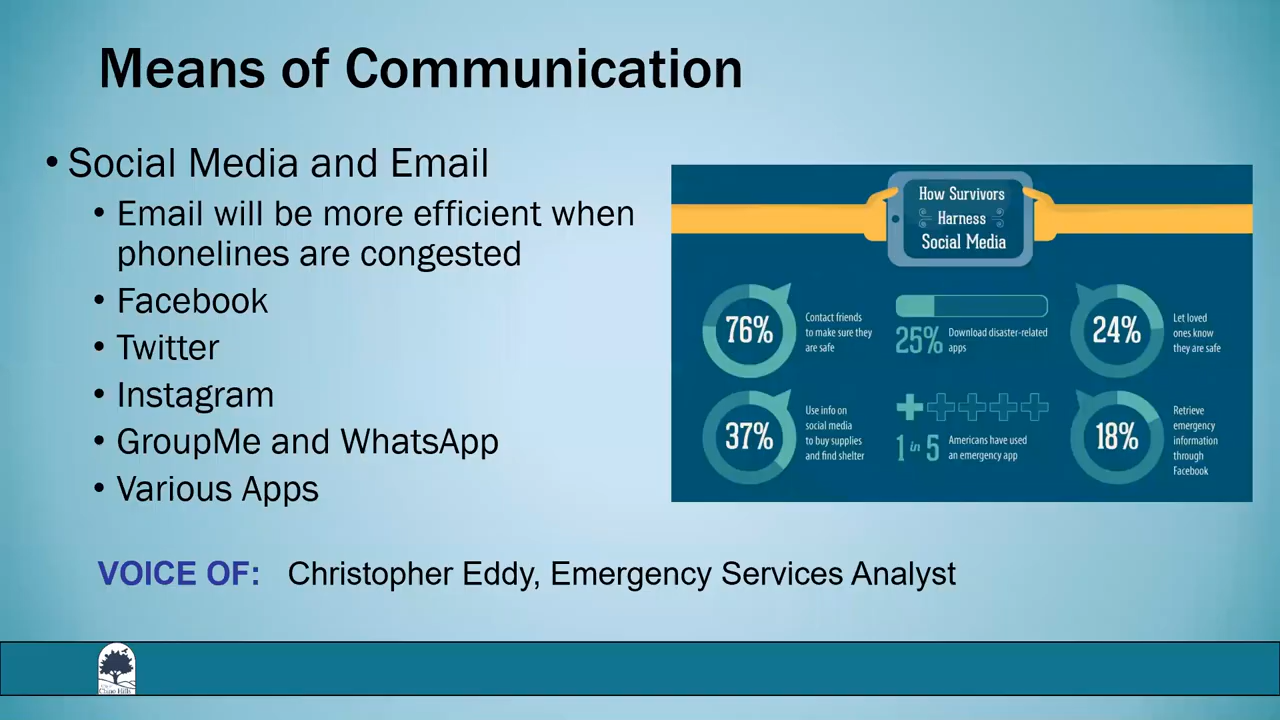 Means of Communication
• Social Media and Email
• Email will be more efficient when
phonelines are congested
• Facebook
• Twitter
• Instagram
• GroupMe and WhatsApp
• Various Apps
How Survivors
Harness
Social Media
76%
Contact friends
to make sure they
are safe
25%
Download disaster-related
apps
24%
Let loved
ones know
they are safe
37%
Use info on
social media
to buy supplies
and find shelter
1 in 5
Americans have used
an emergency app
18%
Retrieve
emergency
information
through
Facebook
VOICE OF: Christopher Eddy, Emergency Services Analyst
Chino Hills